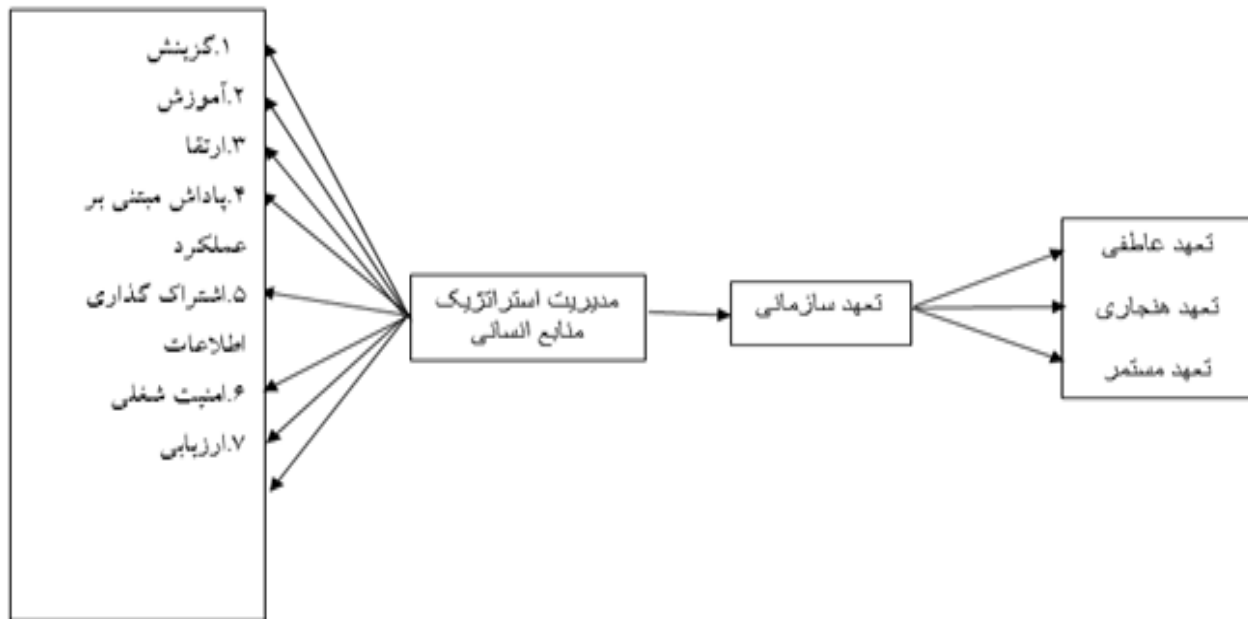 ۱.گزینش
۲.آموزش
۳.ارتقا
۴.پاداش مبتنی بر
عملکرد
۵.اشتراک گذاری
اطلاعات
۶.امنیت شغلی
۷.ارزیابی
مدیریت استراتژیک
منابع انسانی
تعهد سازمانی
تعهد عاطفی
تعهد هنجاری
تعهد مستمر